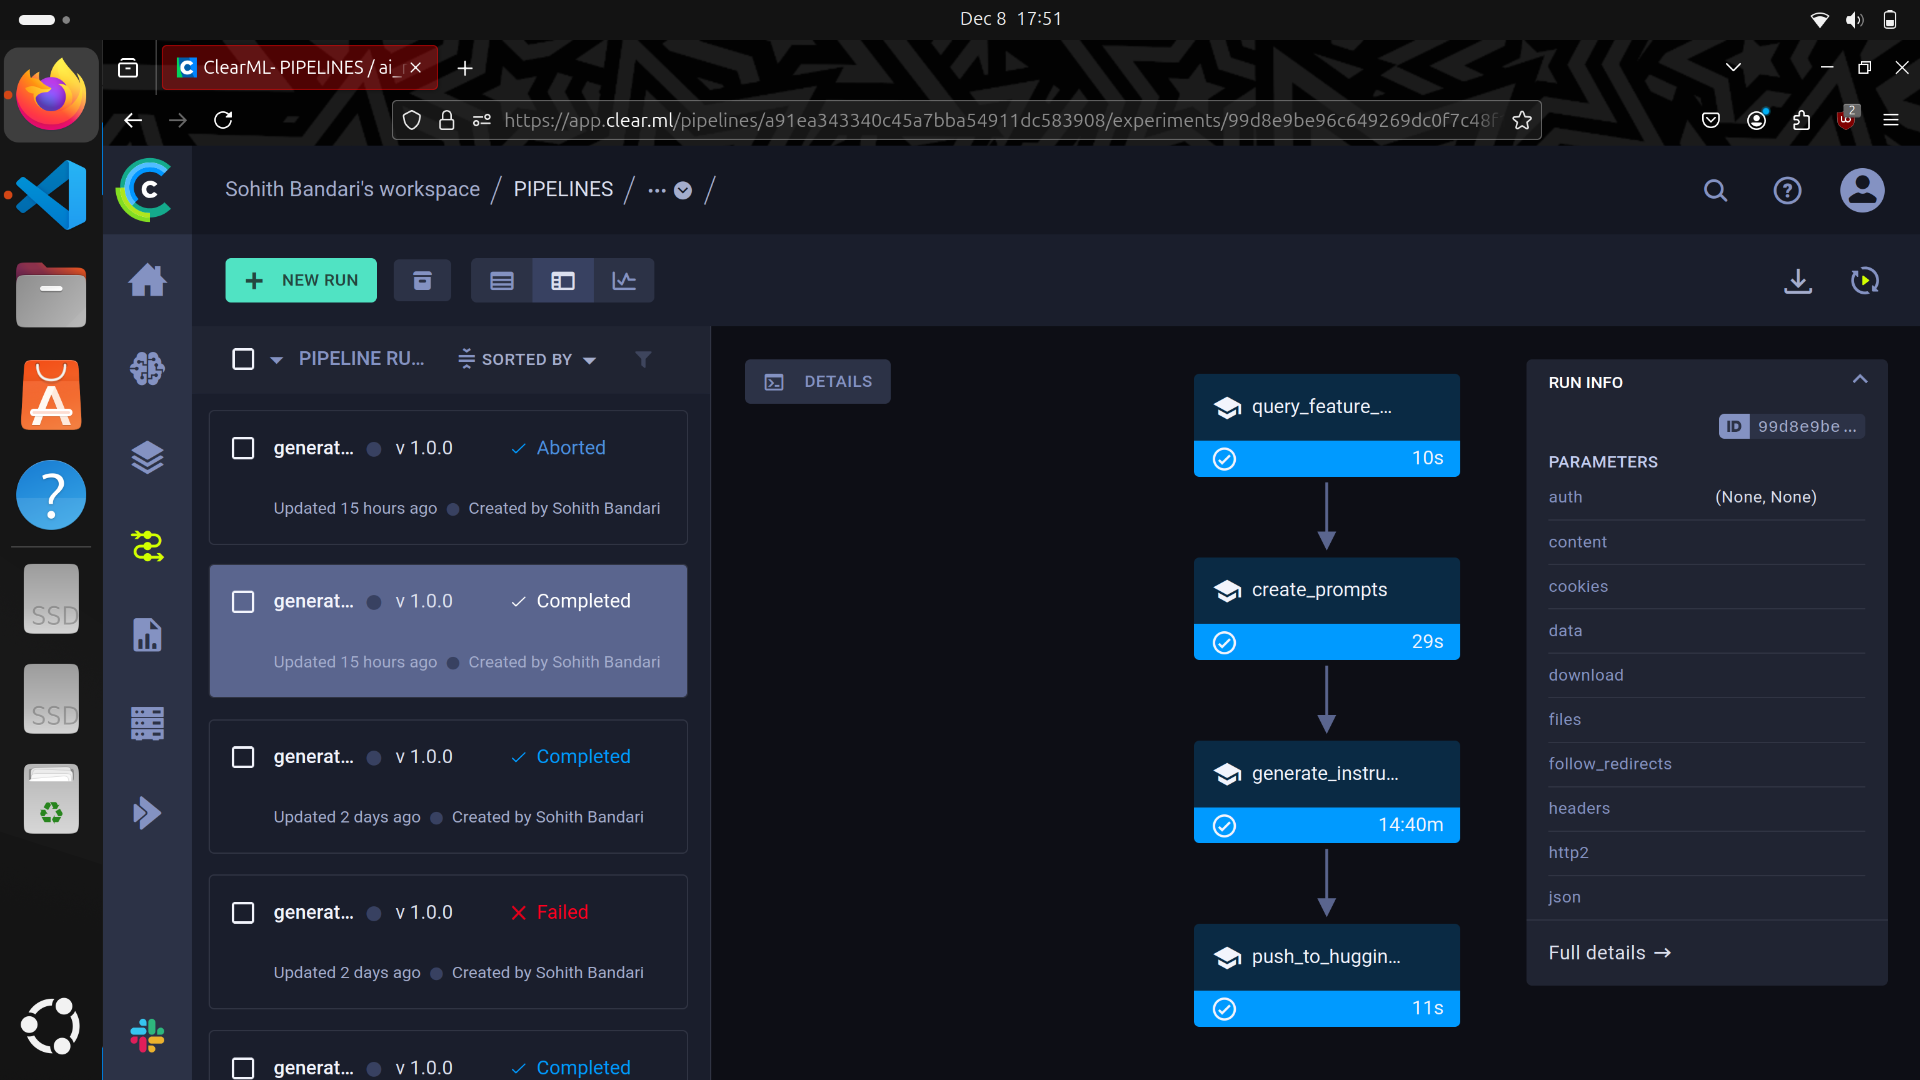 Dec 8 17:51
ClearML- PIPELINES / ai_
https://app.clear.ml/pipelines/a91ea343340c45a7bba54911dc583908/experiments/99d8e9be96c649269dc0f7c48f
2
Sohith Bandari's workspace / PIPELINES / ... /
NEW RUN
PIPELINE RU...
SORTED BY
generat... v 1.0.0 Aborted
Updated 15 hours ago Created by Sohith Bandari
generat... v 1.0.0 Completed
Updated 15 hours ago Created by Sohith Bandari
generat... v 1.0.0 Completed
Updated 2 days ago Created by Sohith Bandari
generat... v 1.0.0 Failed
Updated 2 days ago Created by Sohith Bandari
generat... v 1.0.0 Completed
DETAILS
query_feature_...
10s
create_prompts
29s
generate_instru...
14:40m
push_to_huggin...
11s
RUN INFO
ID 99d8e9be...
PARAMETERS
auth (None, None)
content
cookies
data
download
files
follow_redirects
headers
http2
json
Full details →
SSD
SSD